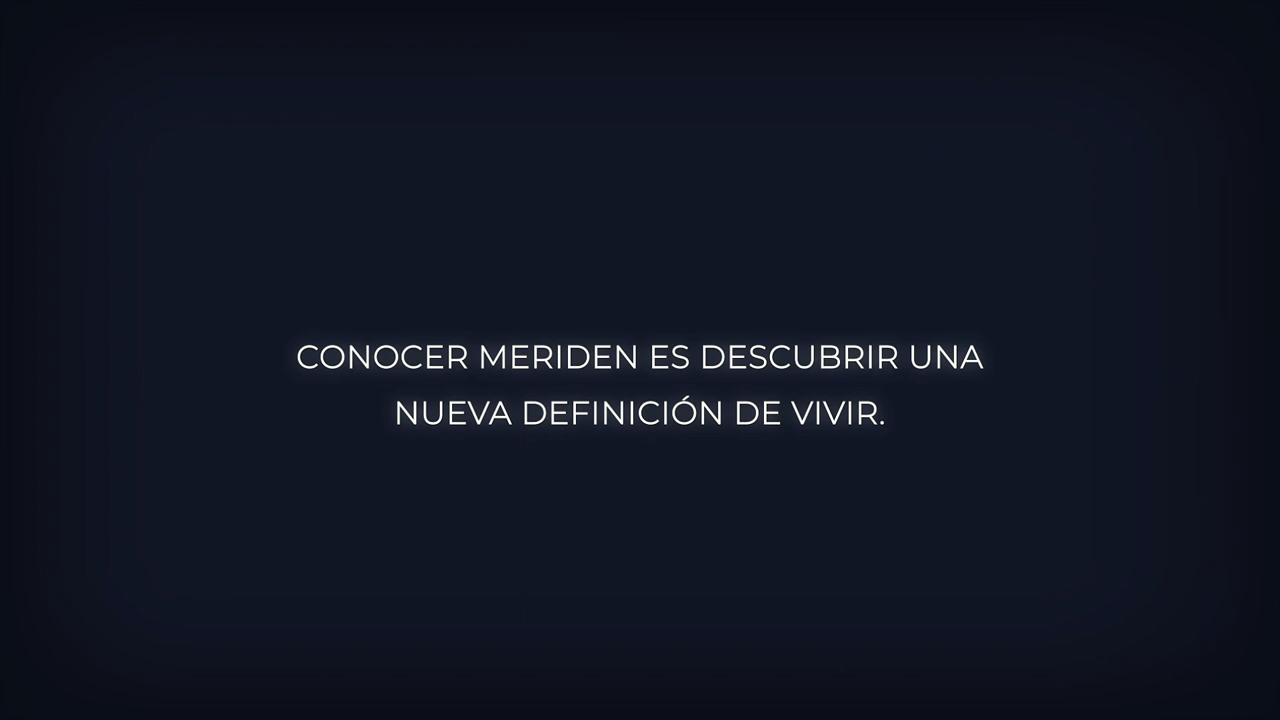 CONOCER MERIDEN ES DESCUBRIR UNA
NUEVA DEFINICIÓN DE VIVIR.